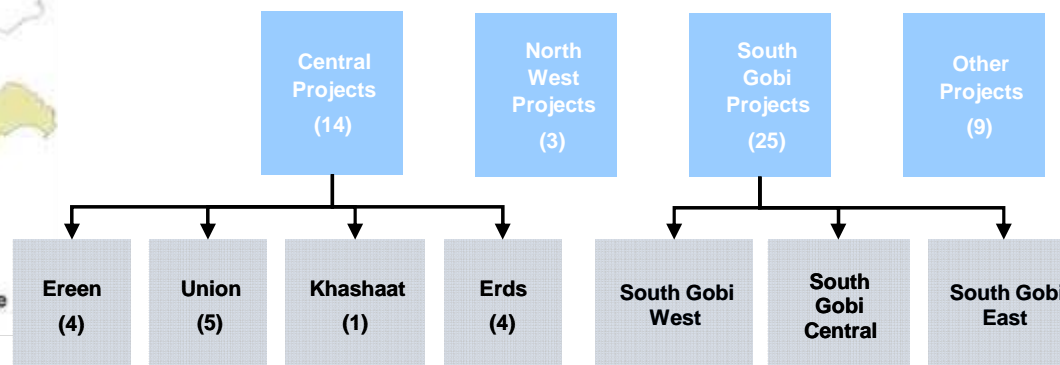 Central
Projects
(14)
North
West
Projects
(3)
South
Gobi
Projects
(25)
Other
Projects
(9)
Ereen
(4)
Union
(5)
Khashaat
(1)
Erds
(4)
South Gobi
West
South
Gobi
Central
South Gobi
East